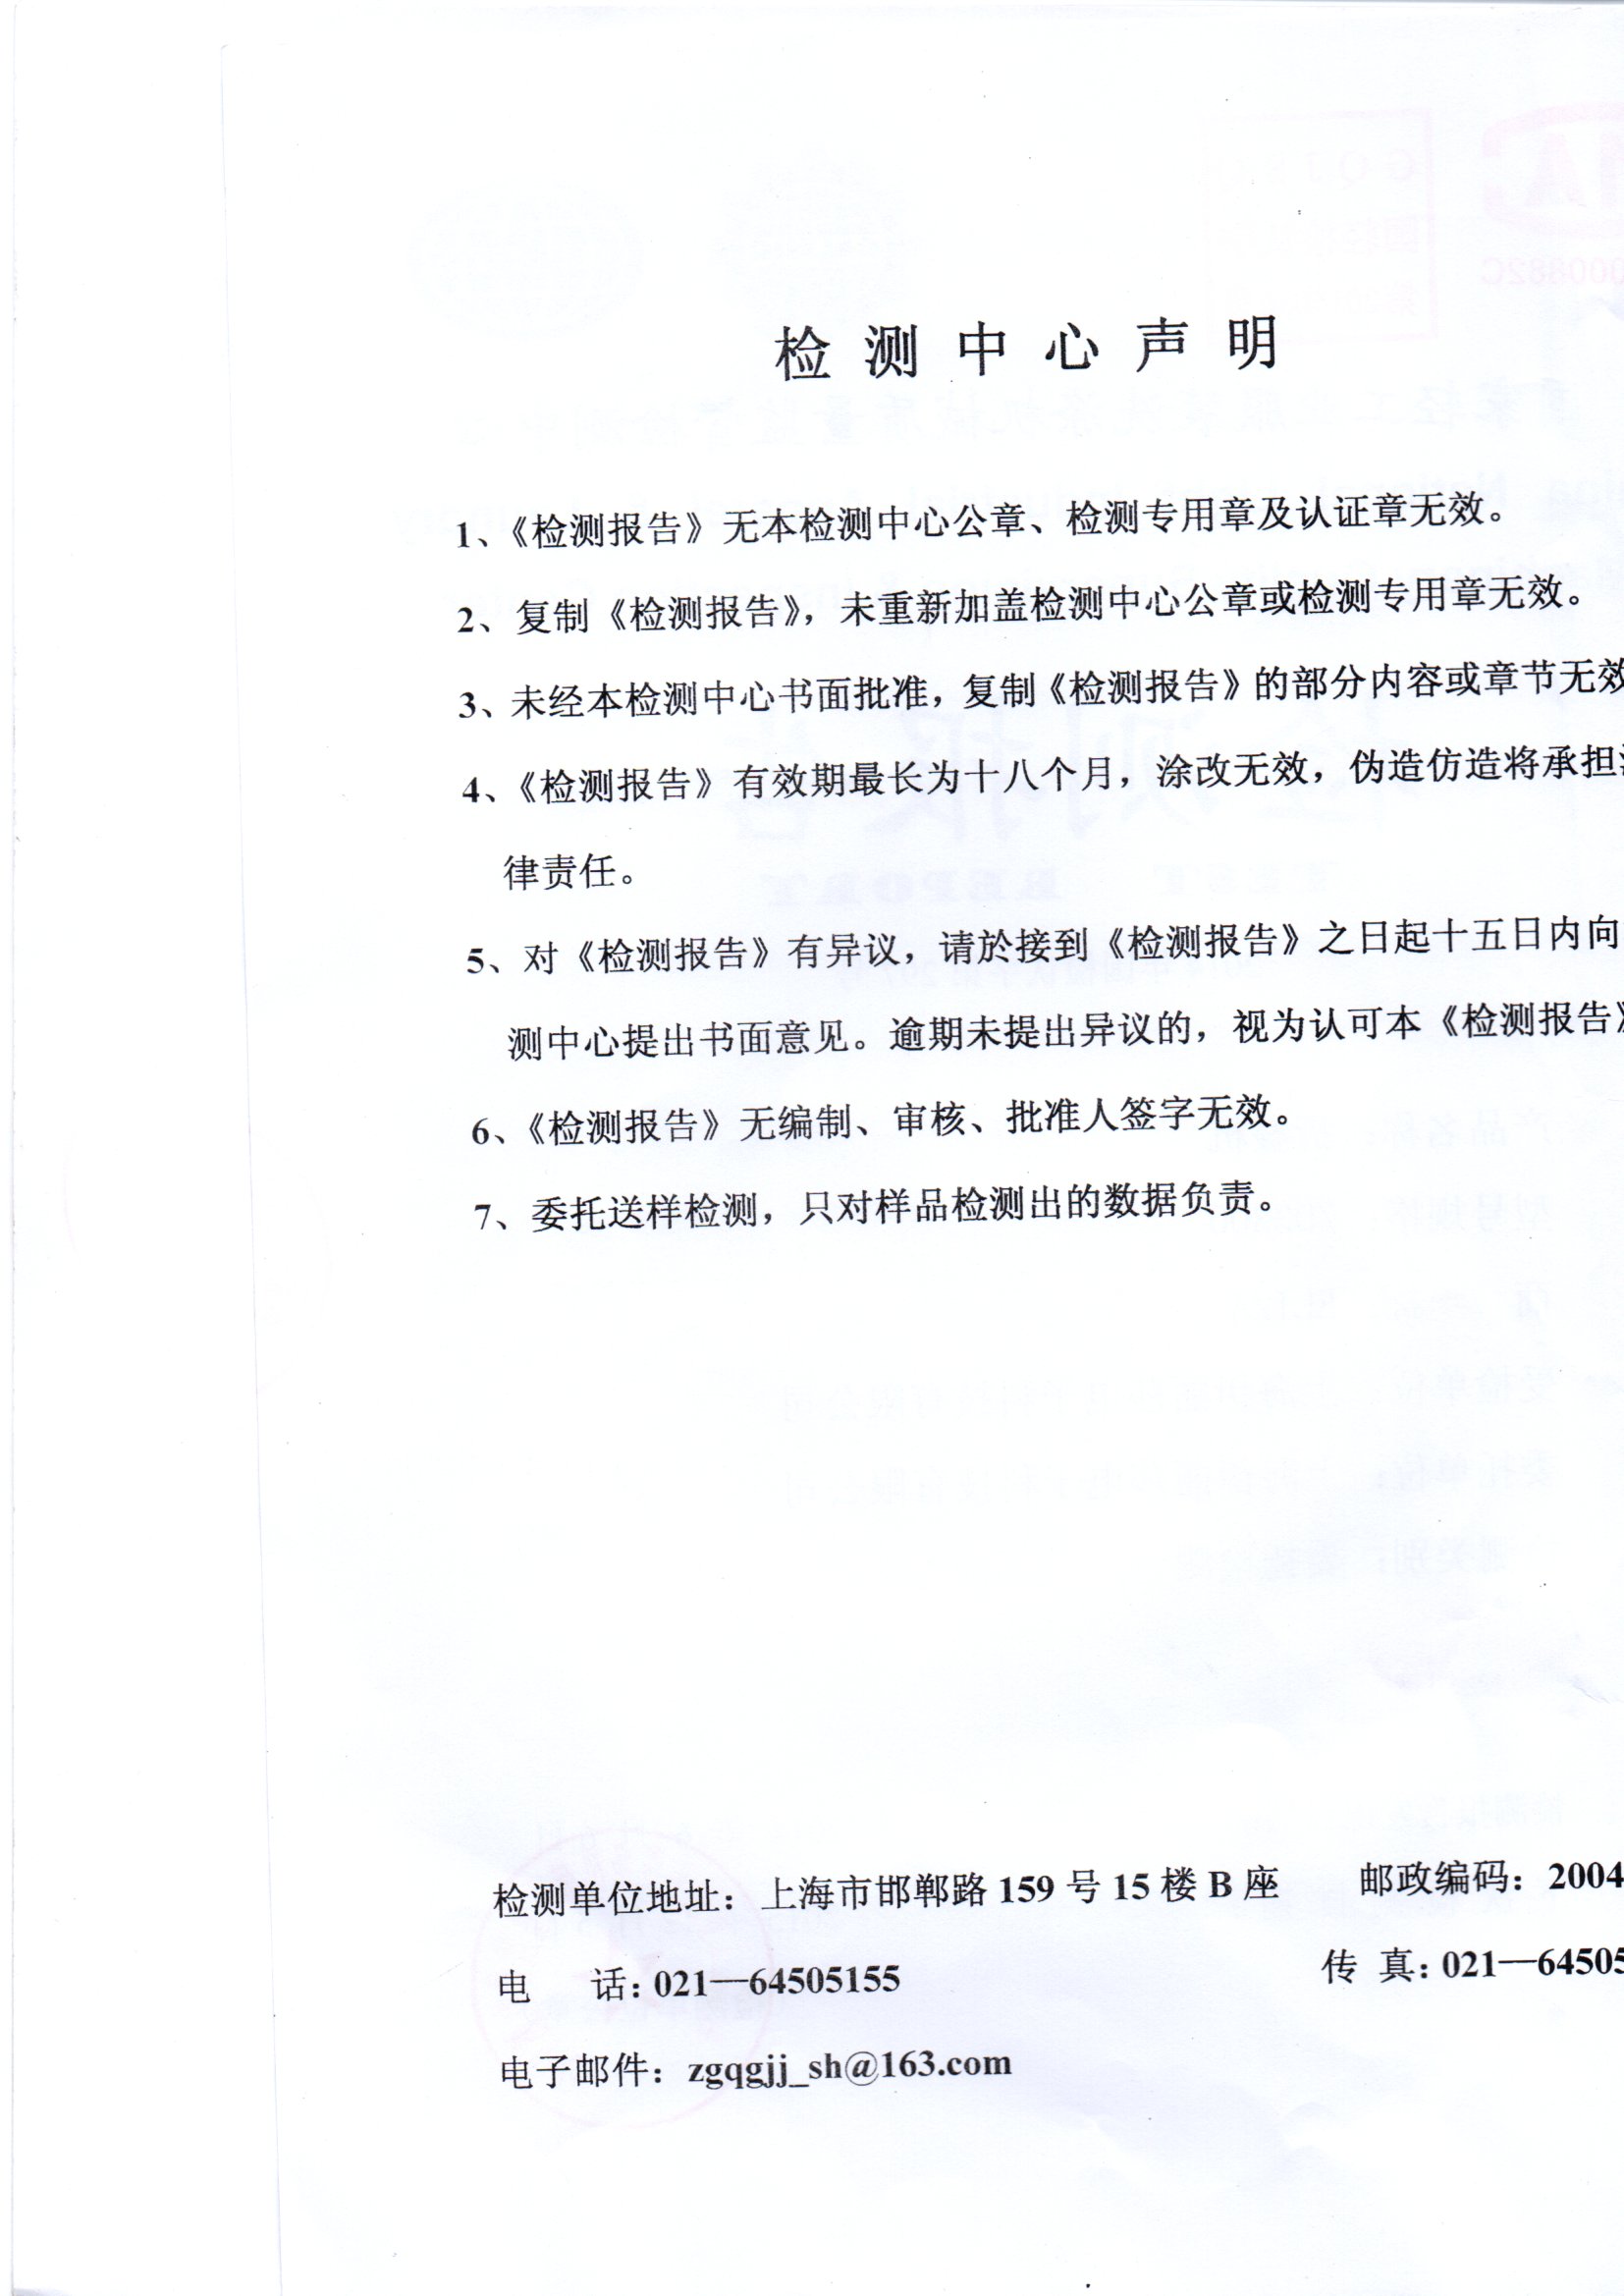 检测中心声明
1、《检测报告》无本检测中心公章、检测专用章及认证章无效。
2、复制《检测报告》，未重新加盖检测中心公章或检测专用章无效。
3、未经本检测中心书面批准，复制《检测报告》的部分内容或章节无效
4、《检测报告》有效期最长为十八个月，涂改无效，伪造仿造将承担
律责任。
5、对《检测报告》有异议，请於接到《检测报告》之日起十五日内向
测中心提出书面意见。逾期未提出异议的，视为认可本《检测报告》
6、《检测报告》无编制、审核、批准人签字无效。
7、委托送样检测，只对样品检测出的数据负责。
检测单位地址：上海市邯郸路 159 号 15 楼 B 座 邮政编码：2004
电 话：021—64505155 传 真：021—64505
电子邮件：zgqgjj_sh@163.com